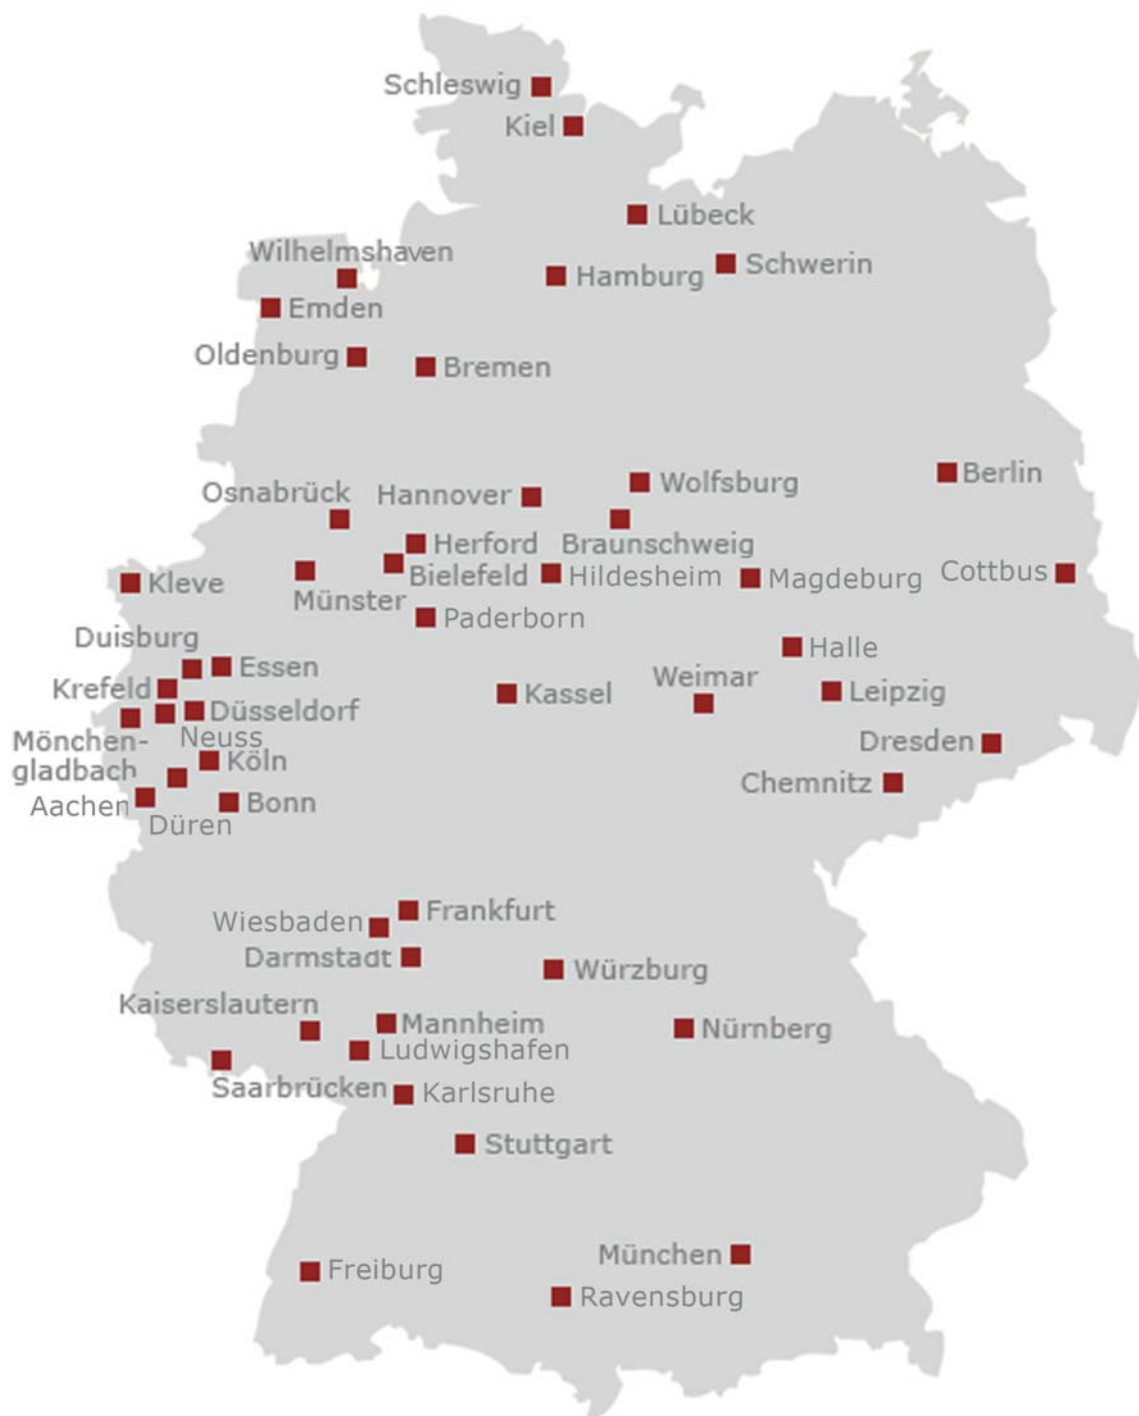 Schleswig
Kiel
Lübeck
Wilhelmshaven
Schwerin
Hamburg
Emden
Oldenburg
Bremen
Berlin
Wolfsburg
Osnabrück
Hannover
Herford
Braunschweig
Cottbus
Bielefeld
Hildesheim
Magdeburg
Kleve
Münster
Paderborn
Duisburg
Halle
Essen
Weimar
Krefeld
Kassel
Leipzig
Düsseldorf
Neuss
Mönchen-
gladbach
Dresden
Köln
Chemnitz
Aachen
Bonn
Düren
Frankfurt
Wiesbaden
Darmstadt
Würzburg
Kaiserslautern
Mannheim
Nürnberg
Ludwigshafen
Saarbrücken
Karlsruhe
Stuttgart
München
Freiburg
Ravensburg